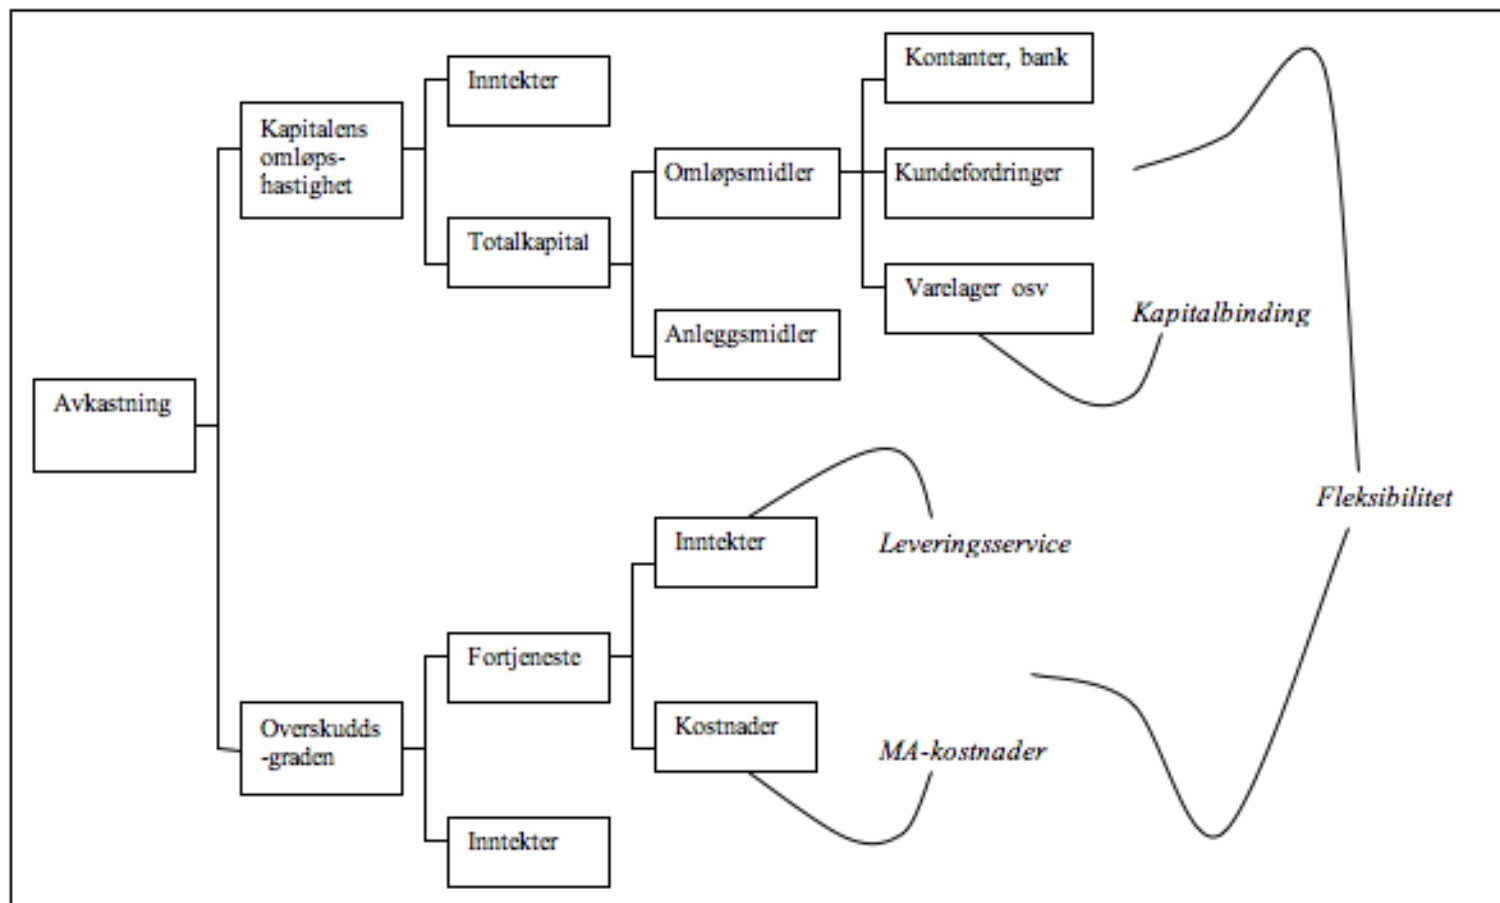 Kontanter, bank
Inntekter
Kapitalens
omløps-
hastighet
Omløpsmidler
Kundefordringer
Totalkapital
Varelager osv
Kapitalbinding
Anleggsmidler
Avkastning
Fleksibilitet
Inntekter
Leveringsservice
Fortjeneste
Overskudds
-graden
Kostnader
MA-kostnader
Inntekter